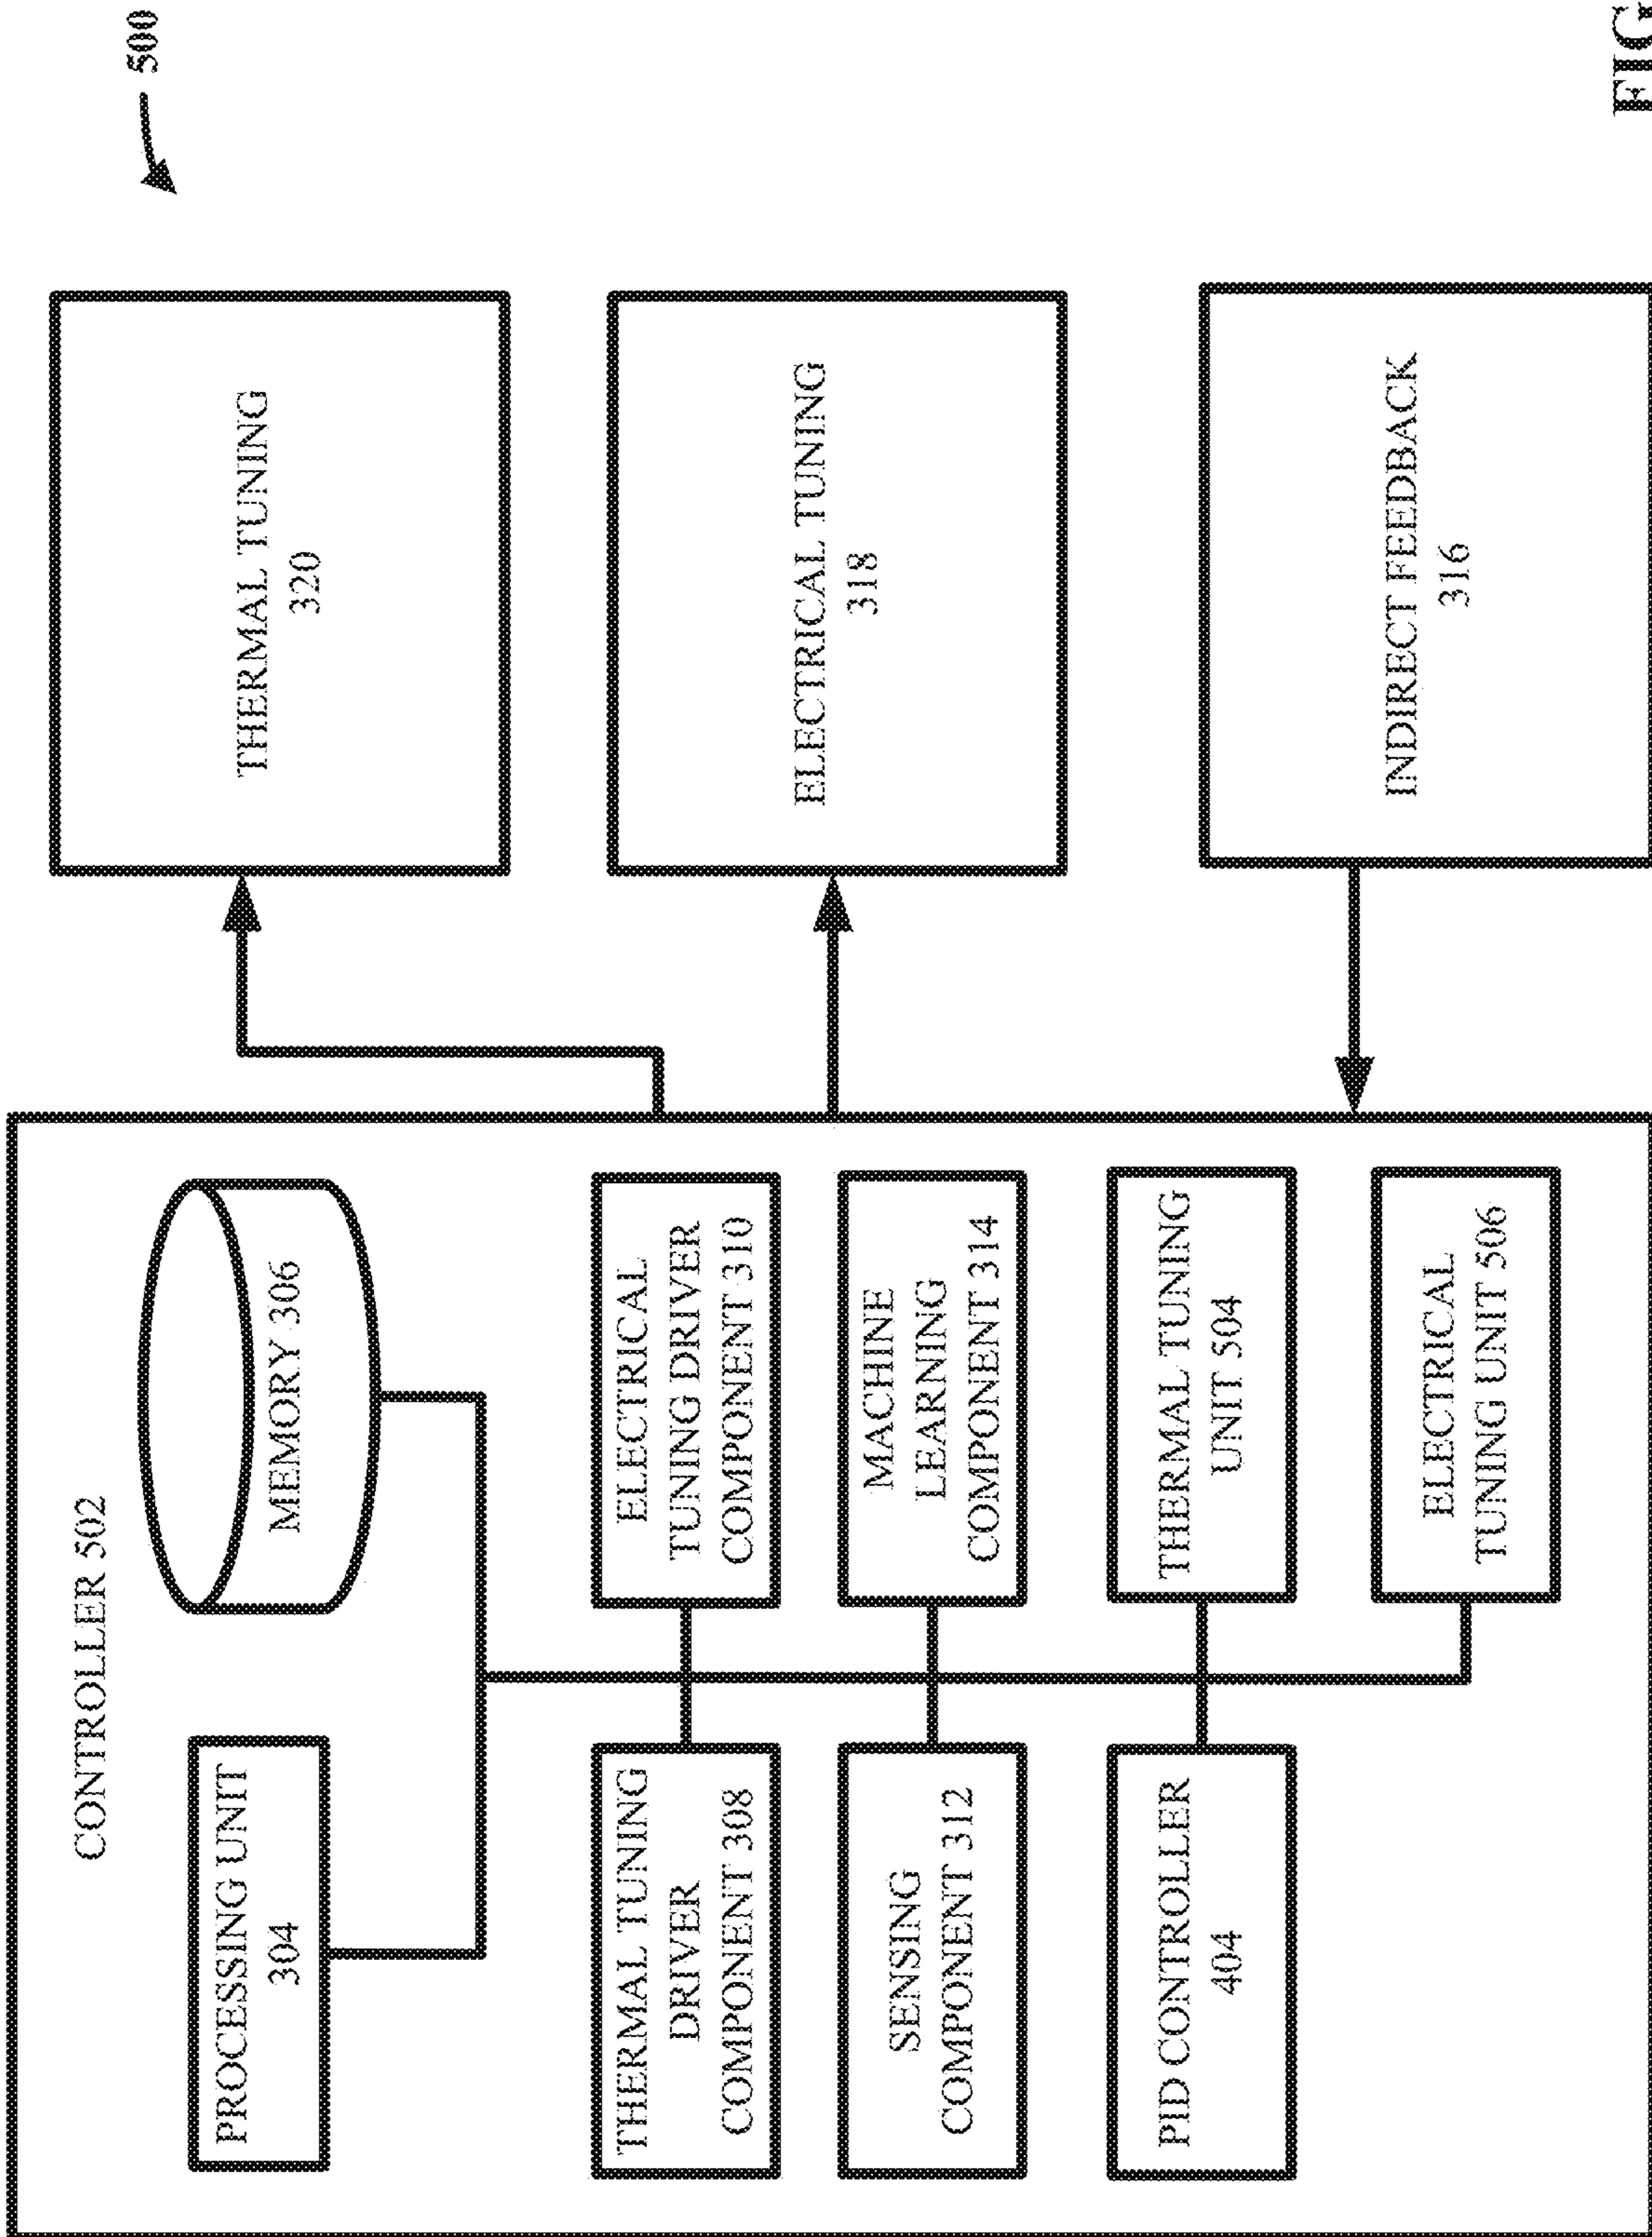 500
CONTROLLER 502
PROCESSING UNIT
304
MEMORY 306
THERMAL TUNING
DRIVER
COMPONENT 308
ELECTRICAL
TUNING DRIVER
COMPONENT 310
SENSING
COMPONENT 312
MACHINE
LEARNING
COMPONENT 314
PID CONTROLLER
404
THERMAL TUNING
UNIT 504
ELECTRICAL
TUNING UNIT 506
THERMAL TUNING
320
ELECTRICAL TUNING
318
INDIRECT FEEDBACK
316
FIG